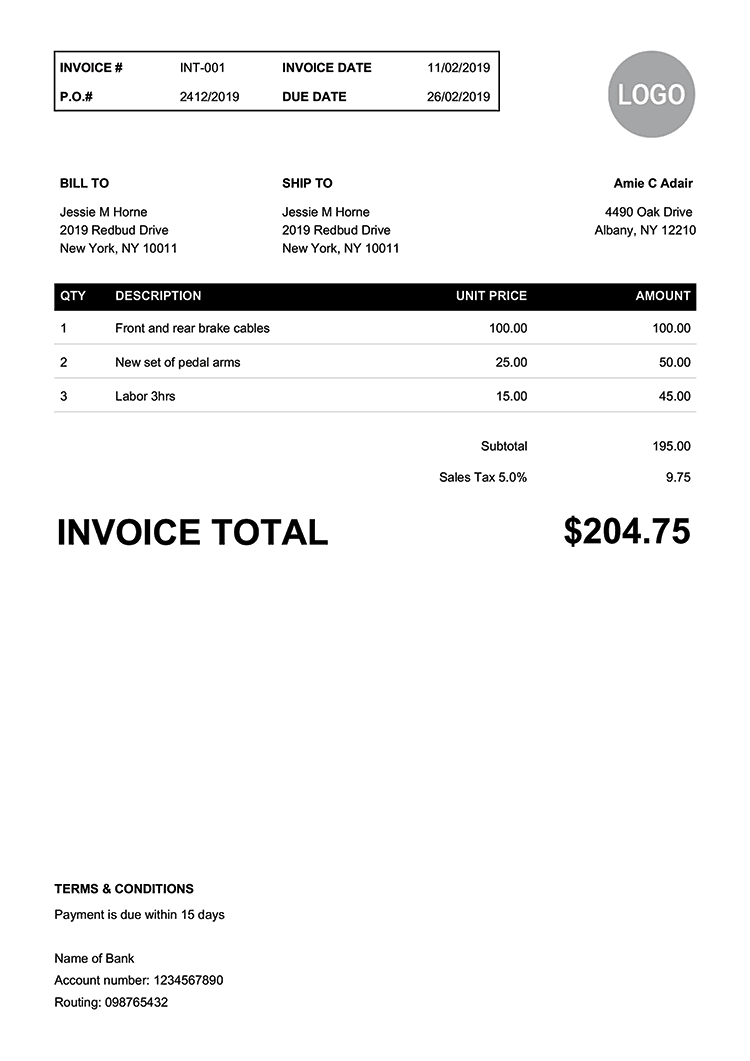 INVOICE # INT-001 INVOICE DATE 11/02/2019
P.O.# 2412/2019 DUE DATE 26/02/2019
LOGO
BILL TO SHIP TO Amie C Adair
Jessie M Horne Jessie M Horne 4490 Oak Drive
2019 Redbud Drive 2019 Redbud Drive Albany, NY 12210
New York, NY 10011 New York, NY 10011
QTY DESCRIPTION UNIT PRICE AMOUNT
1 Front and rear brake cables 100.00 100.00
2 New set of pedal arms 25.00 50.00
3 Labor 3hrs 15.00 45.00
Subtotal 195.00
Sales Tax 5.0% 9.75
INVOICE TOTAL $204.75
TERMS & CONDITIONS
Payment is due within 15 days
Name of Bank
Account number: 1234567890
Routing: 098765432